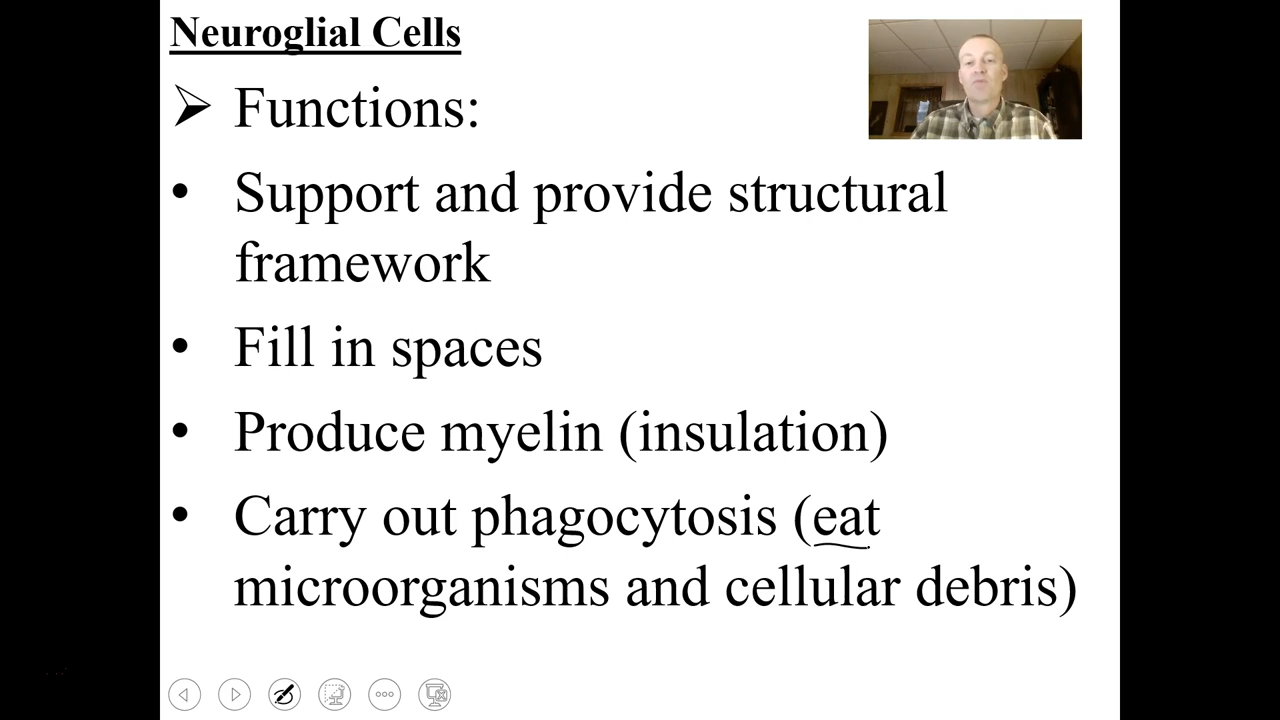 Neuroglial Cells
➢ Functions:
• Support and provide structural
framework
• Fill in spaces
• Produce myelin (insulation)
• Carry out phagocytosis (eat
microorganisms and cellular debris)